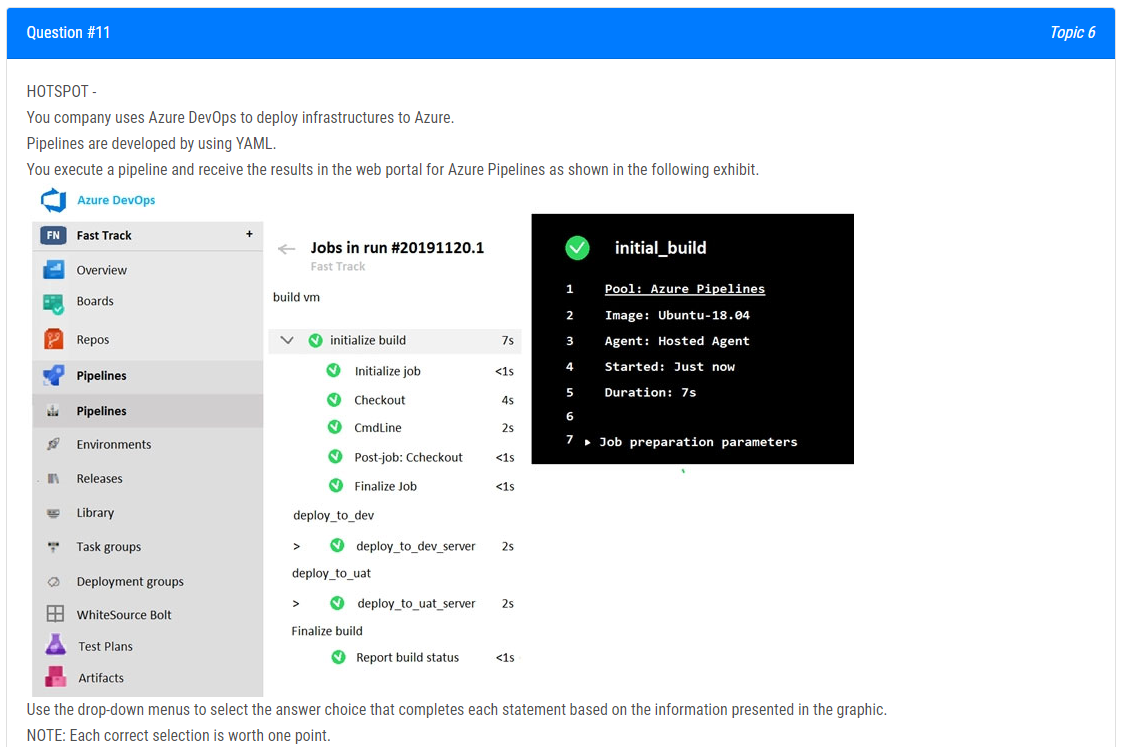 Question #11 Topic 6
HOTSPOT -
You company uses Azure DevOps to deploy infrastructures to Azure.
Pipelines are developed by using YAML.
You execute a pipeline and receive the results in the web portal for Azure Pipelines as shown in the following exhibit.
Azure DevOps
FN Fast Track +
Overview
Boards
Repos
Pipelines
Pipelines
Environments
Releases
Library
Task groups
Deployment groups
WhiteSource Bolt
Test Plans
Artifacts
Jobs in run #20191120.1
Fast Track
build vm
initialize build 7s
Initialize job <1s
Checkout 4s
CmdLine 2s
Post-job: Ccheckout <1s
Finalize Job <1s
deploy_to_dev
> deploy_to_dev_server 2s
deploy_to_uat
> deploy_to_uat_server 2s
Finalize build
Report build status <1s
initial_build
1 Pool: Azure Pipelines
2 Image: Ubuntu-18.04
3 Agent: Hosted Agent
4 Started: Just now
5 Duration: 7s
6
7 Job preparation parameters
Use the drop-down menus to select the answer choice that completes each statement based on the information presented in the graphic.
NOTE: Each correct selection is worth one point.